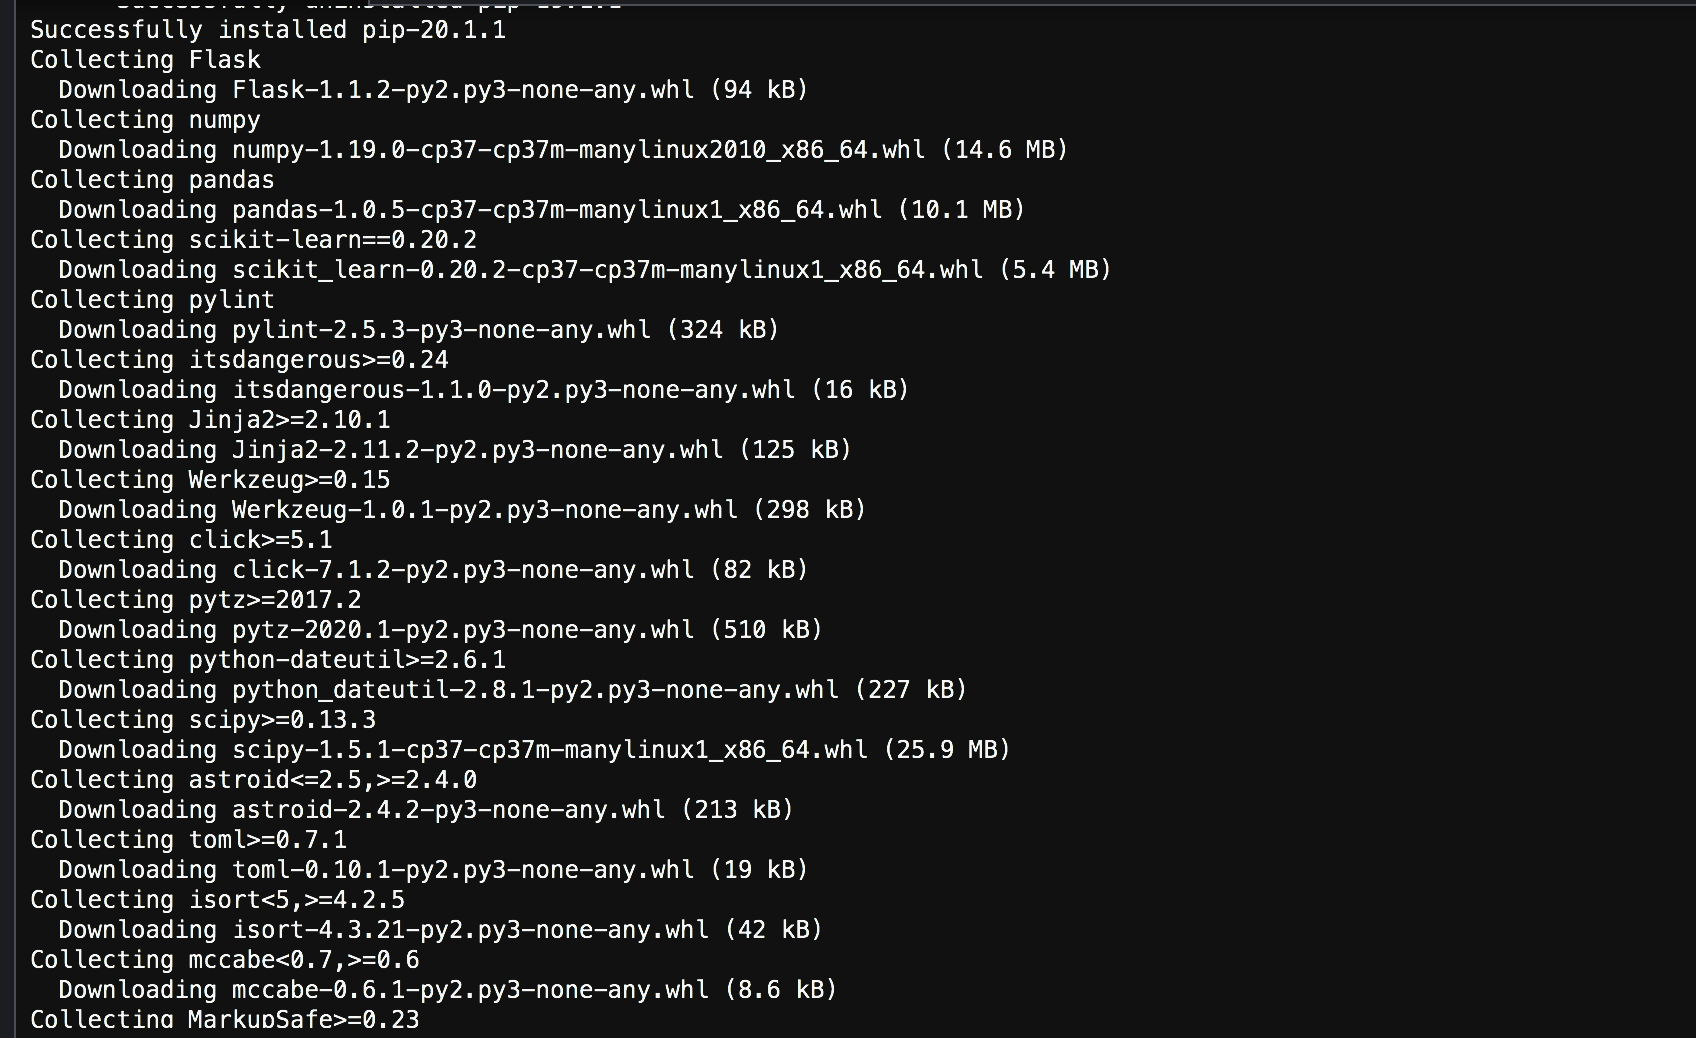 Successfully installed pip-20.1.1
Collecting Flask
  Downloading Flask-1.1.2-py2.py3-none-any.whl (94 kB)
Collecting numpy
  Downloading numpy-1.19.0-cp37-cp37m-manylinux2010_x86_64.whl (14.6 MB)
Collecting pandas
  Downloading pandas-1.0.5-cp37-cp37m-manylinux1_x86_64.whl (10.1 MB)
Collecting scikit-learn==0.20.2
  Downloading scikit_learn-0.20.2-cp37-cp37m-manylinux1_x86_64.whl (5.4 MB)
Collecting pylint
  Downloading pylint-2.5.3-py3-none-any.whl (324 kB)
Collecting itsdangerous>=0.24
  Downloading itsdangerous-1.1.0-py2.py3-none-any.whl (16 kB)
Collecting Jinja2>=2.10.1
  Downloading Jinja2-2.11.2-py2.py3-none-any.whl (125 kB)
Collecting Werkzeug>=0.15
  Downloading Werkzeug-1.0.1-py2.py3-none-any.whl (298 kB)
Collecting click>=5.1
  Downloading click-7.1.2-py2.py3-none-any.whl (82 kB)
Collecting pytz>=2017.2
  Downloading pytz-2020.1-py2.py3-none-any.whl (510 kB)
Collecting python-dateutil>=2.6.1
  Downloading python_dateutil-2.8.1-py2.py3-none-any.whl (227 kB)
Collecting scipy>=0.13.3
  Downloading scipy-1.5.1-cp37-cp37m-manylinux1_x86_64.whl (25.9 MB)
Collecting astroid<=2.5,>=2.4.0
  Downloading astroid-2.4.2-py3-none-any.whl (213 kB)
Collecting toml>=0.7.1
  Downloading toml-0.10.1-py2.py3-none-any.whl (19 kB)
Collecting isort<5,>=4.2.5
  Downloading isort-4.3.21-py2.py3-none-any.whl (42 kB)
Collecting mccabe<0.7,>=0.6
  Downloading mccabe-0.6.1-py2.py3-none-any.whl (8.6 kB)
Collecting MarkupSafe>=0.23